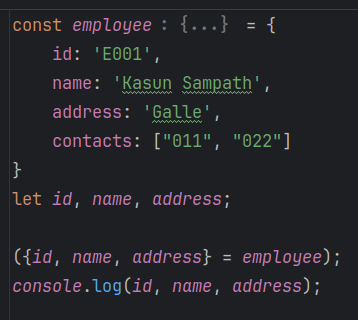 const employee : {...}  = {
    id: 'E001',
    name: 'Kasun Sampath',
    address: 'Galle',
    contacts: ["011", "022"]
}
let id, name, address;

({id, name, address} = employee);
console.log(id, name, address);